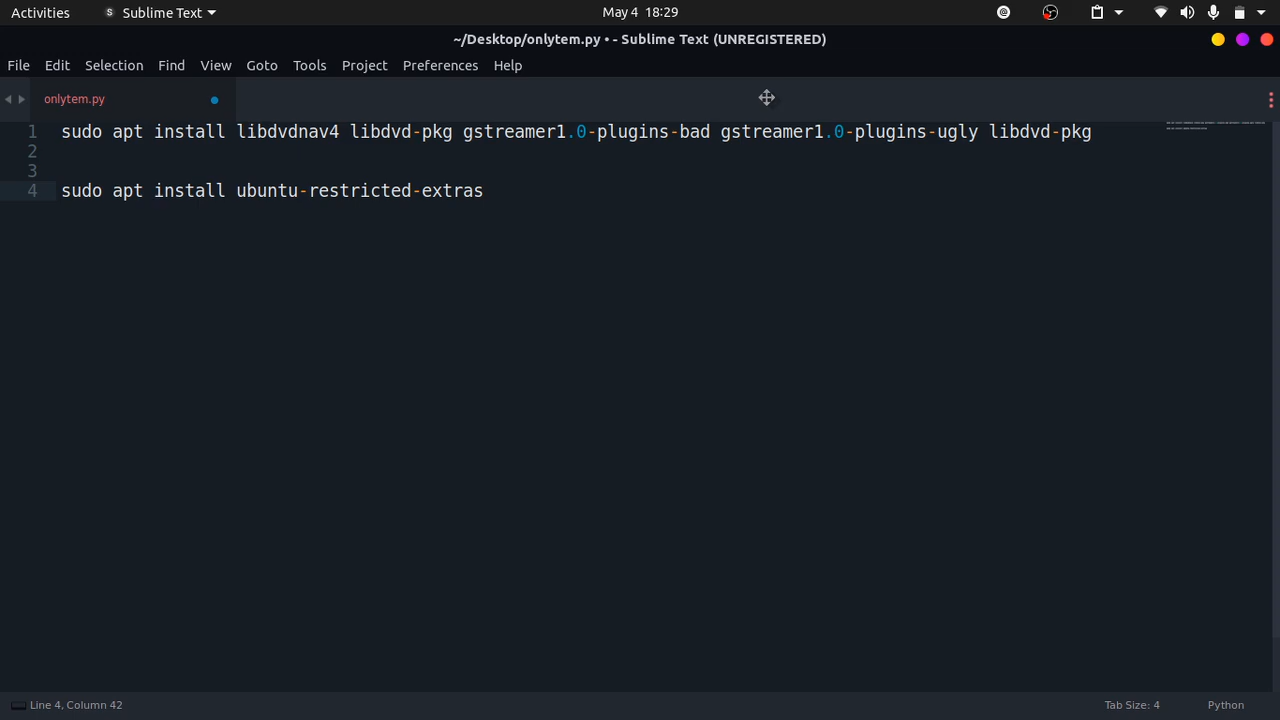 Activities Sublime Text May 4 18:29
~/Desktop/onlytem.py • - Sublime Text (UNREGISTERED)
File Edit Selection Find View Goto Tools Project Preferences Help
onlytem.py
1 sudo apt install libdvdnav4 libdvd-pkg gstreamer1.0-plugins-bad gstreamer1.0-plugins-ugly libdvd-pkg
2
3
4 sudo apt install ubuntu-restricted-extras
Line 4, Column 42 Tab Size: 4 Python